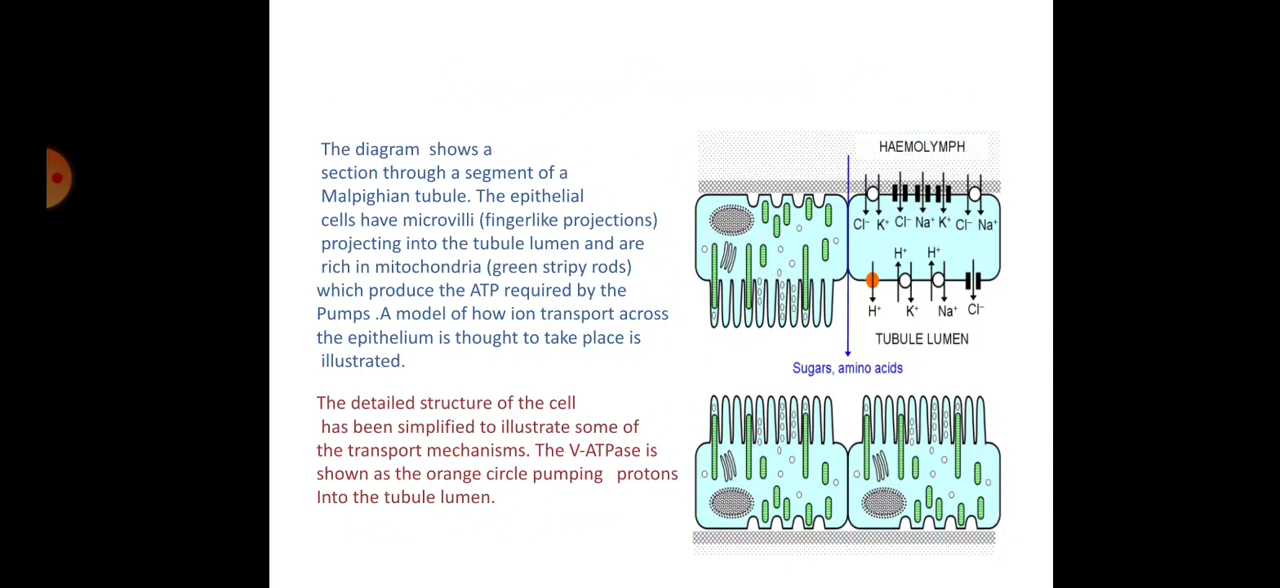 The diagram shows a
section through a segment of a
Malpighian tubule. The epithelial
cells have microvilli (fingerlike projections)
projecting into the tubule lumen and are
rich in mitochondria (green stripy rods)
which produce the ATP required by the
Pumps .A model of how ion transport across
the epithelium is thought to take place is
illustrated.
The detailed structure of the cell
has been simplified to illustrate some of
the transport mechanisms. The V-ATPase is
shown as the orange circle pumping protons
Into the tubule lumen.
HAEMOLYMPH
Cl⁻ K⁺ Cl⁻ Na⁺ K⁺ Cl⁻ Na⁺
H⁺ H⁺
H⁺ K⁺ Na⁺ Cl⁻
TUBULE LUMEN
Sugars, amino acids